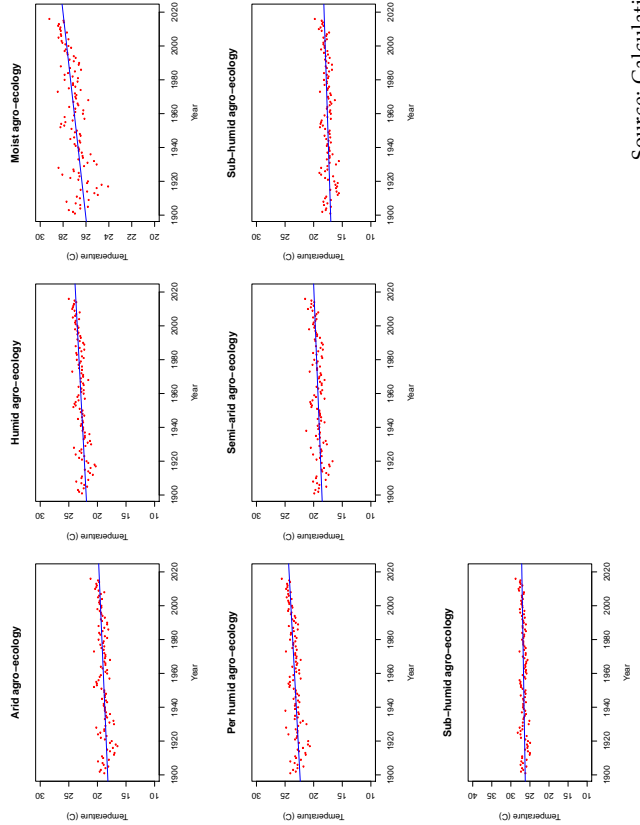 Arid agro−ecology
30
25
20
15
10
Temperature (C)
1900 1920 1940 1960 1980 2000 2020
Year
Humid agro−ecology
30
25
20
15
10
Temperature (C)
1900 1920 1940 1960 1980 2000 2020
Year
Moist agro−ecology
30
28
26
24
22
20
Temperature (C)
1900 1920 1940 1960 1980 2000 2020
Year
Per humid agro−ecology
30
25
20
15
10
Temperature (C)
1900 1920 1940 1960 1980 2000 2020
Year
Semi−arid agro−ecology
30
25
20
15
10
Temperature (C)
1900 1920 1940 1960 1980 2000 2020
Year
Sub−humid agro−ecology
30
25
20
15
10
Temperature (C)
1900 1920 1940 1960 1980 2000 2020
Year
Sub−humid agro−ecology
40
35
30
25
20
15
10
Temperature (C)
1900 1920 1940 1960 1980 2000 2020
Year
Source: Calculati